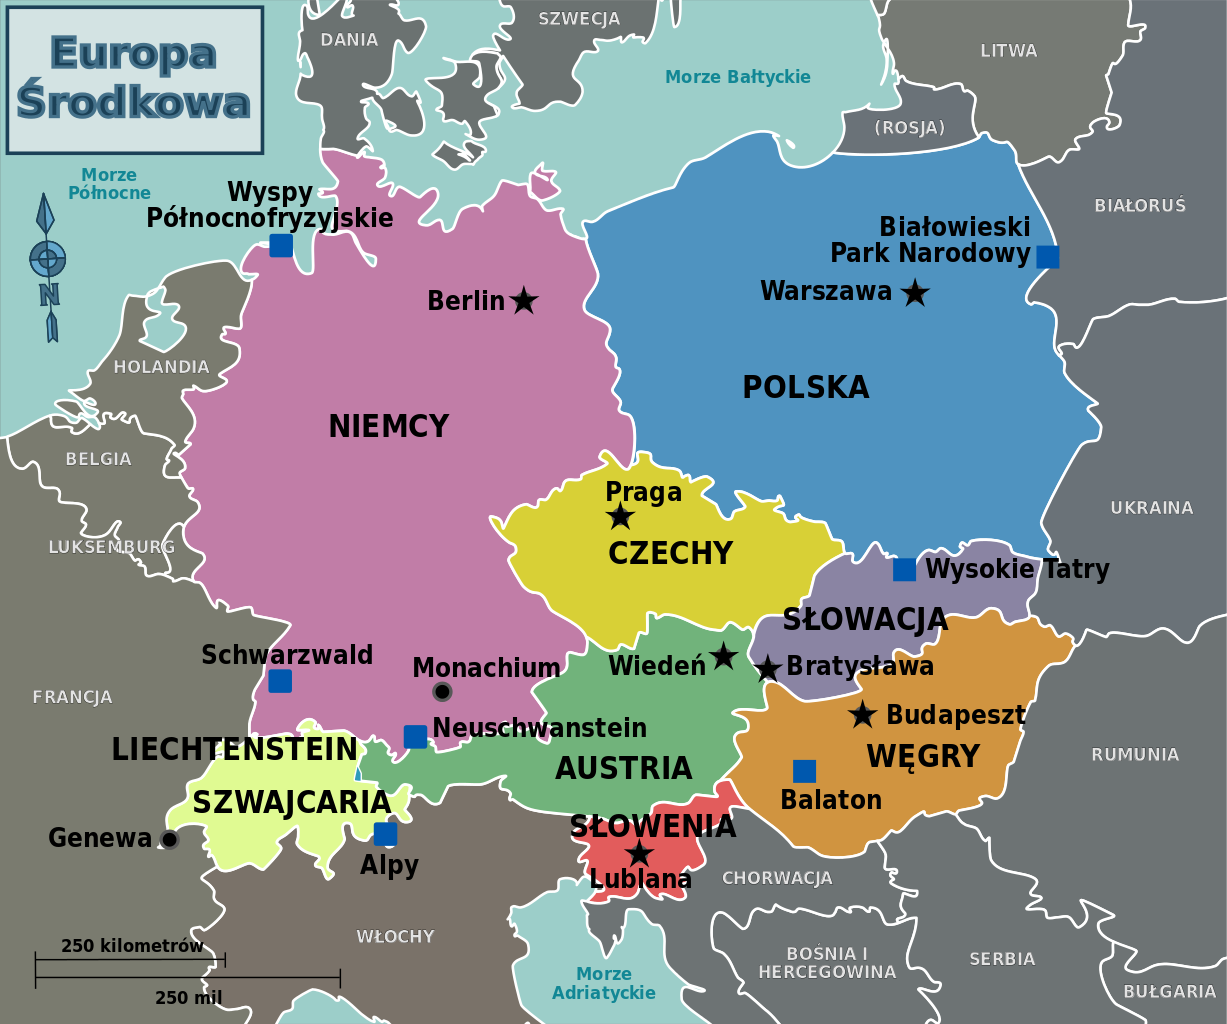 Europa
Środkowa
DANIA
SZWECJA
LITWA
Morze Bałtyckie
(ROSJA)
Morze
Północne
Wyspy
Północnofryzyjskie
BIAŁORUŚ
Białowieski
Park Narodowy
N
Warszawa
Berlin
HOLANDIA
POLSKA
NIEMCY
BELGIA
Praga
UKRAINA
LUKSEMBURG
CZECHY
Wysokie Tatry
SŁOWACJA
Schwarzwald
Monachium
Wiedeń
Bratysława
FRANCJA
Neuschwanstein
Budapeszt
LIECHTENSTEIN
WĘGRY
RUMUNIA
AUSTRIA
SZWAJCARIA
Balaton
SŁOWENIA
Genewa
Alpy
Lublana
CHORWACJA
WŁOCHY
250 kilometrów
BOŚNIA I
HERCEGOWINA
SERBIA
Morze
Adriatyckie
250 mil
BUŁGARIA